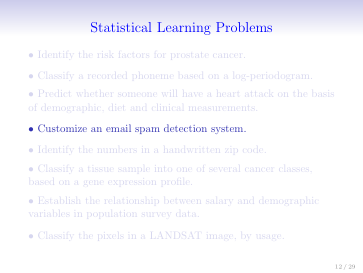 Statistical Learning Problems
• Identify the risk factors for prostate cancer.
• Classify a recorded phoneme based on a log-periodogram.
• Predict whether someone will have a heart attack on the basis
of demographic, diet and clinical measurements.
• Customize an email spam detection system.
• Identify the numbers in a handwritten zip code.
• Classify a tissue sample into one of several cancer classes,
based on a gene expression profile.
• Establish the relationship between salary and demographic
variables in population survey data.
• Classify the pixels in a LANDSAT image, by usage.
12 / 29